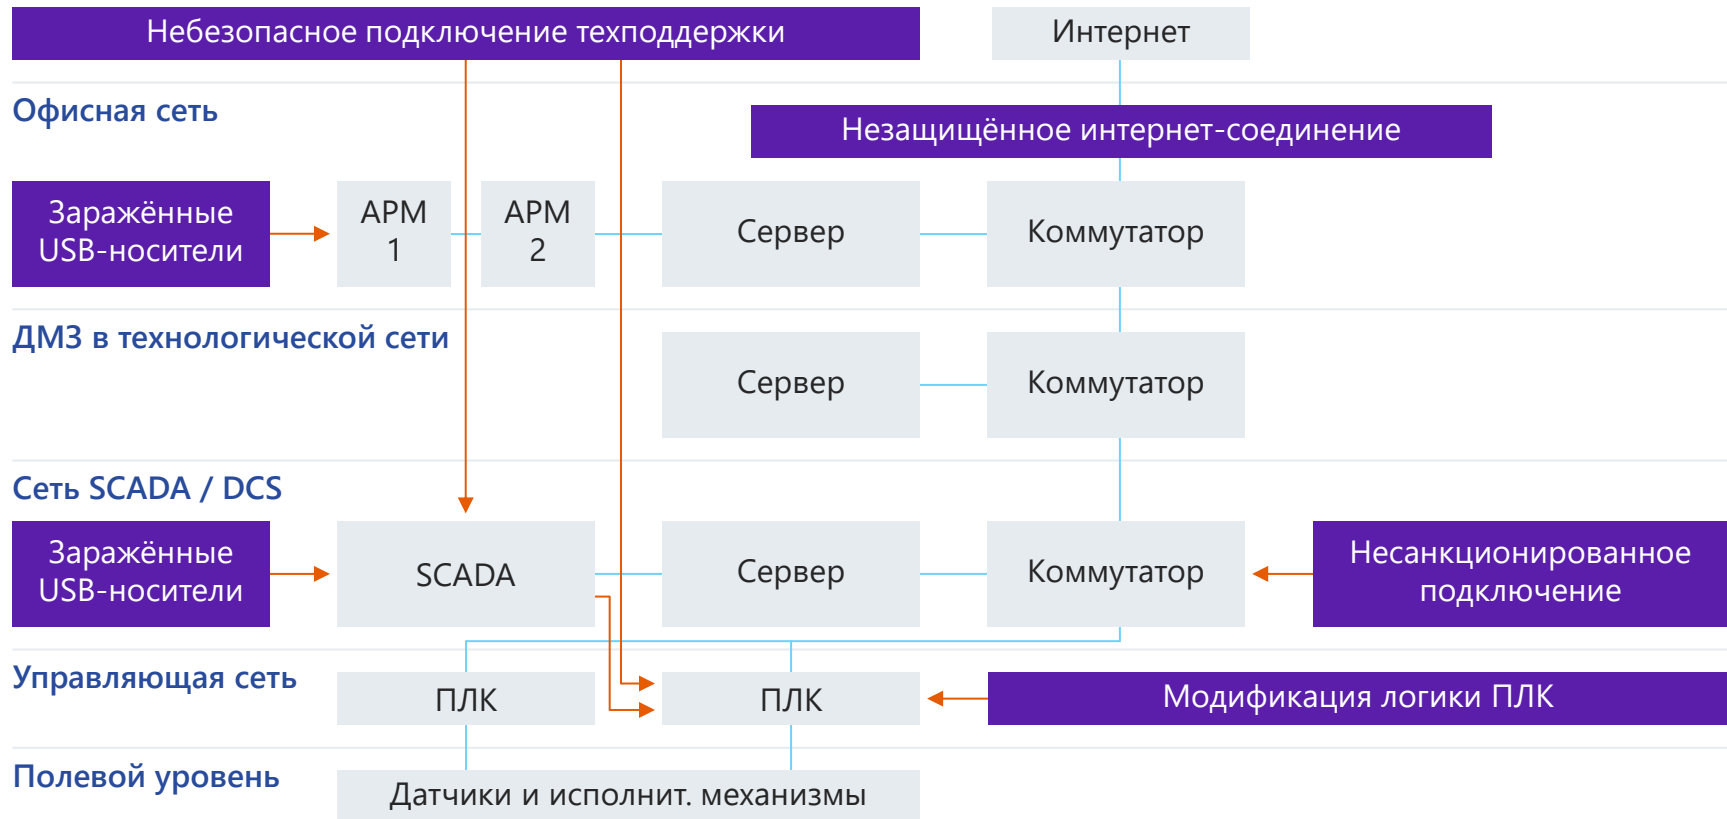 Небезопасное подключение техподдержки
Интернет
Офисная сеть
Незащищённое интернет-соединение
Заражённые
USB-носители
АРМ
1
АРМ
2
Сервер
Коммутатор
ДМЗ в технологической сети
Сервер
Коммутатор
Сеть SCADA / DCS
Заражённые
USB-носители
SCADA
Сервер
Коммутатор
Несанкционированное
подключение
Управляющая сеть
ПЛК
ПЛК
Модификация логики ПЛК
Полевой уровень
Датчики и исполнит. механизмы